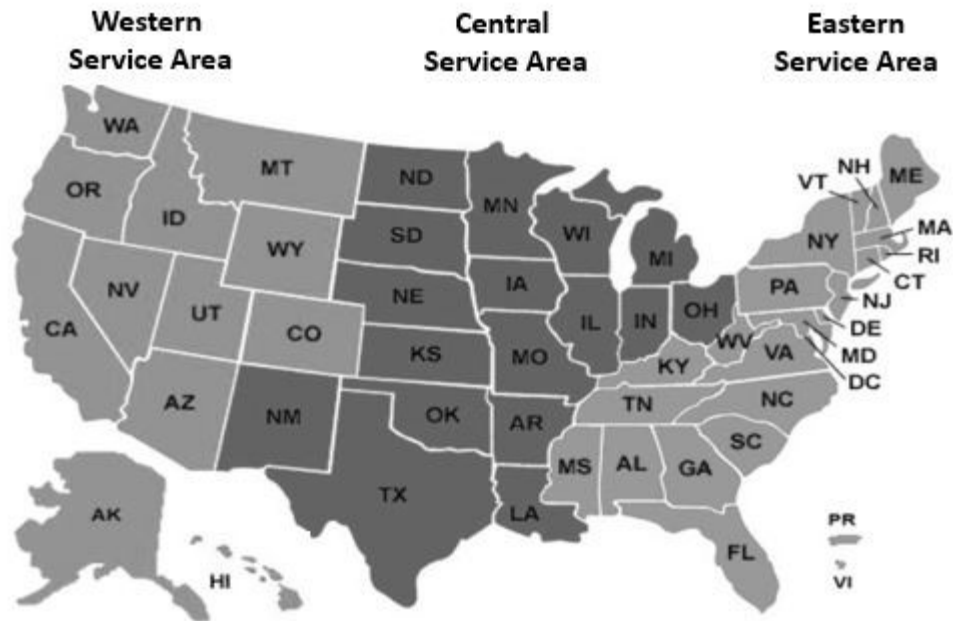 Western
Service Area
Central
Service Area
Eastern
Service Area
WA
OR
ID
MT
WY
NV
UT
CO
CA
AZ
NM
ND
SD
NE
KS
OK
TX
MN
IA
MO
AR
LA
WI
IL
MI
IN
OH
KY
TN
MS
AL
GA
FL
SC
NC
VA
WV
PA
NY
VT
NH
ME
MA
RI
CT
NJ
DE
MD
DC
AK
HI
PR
VI